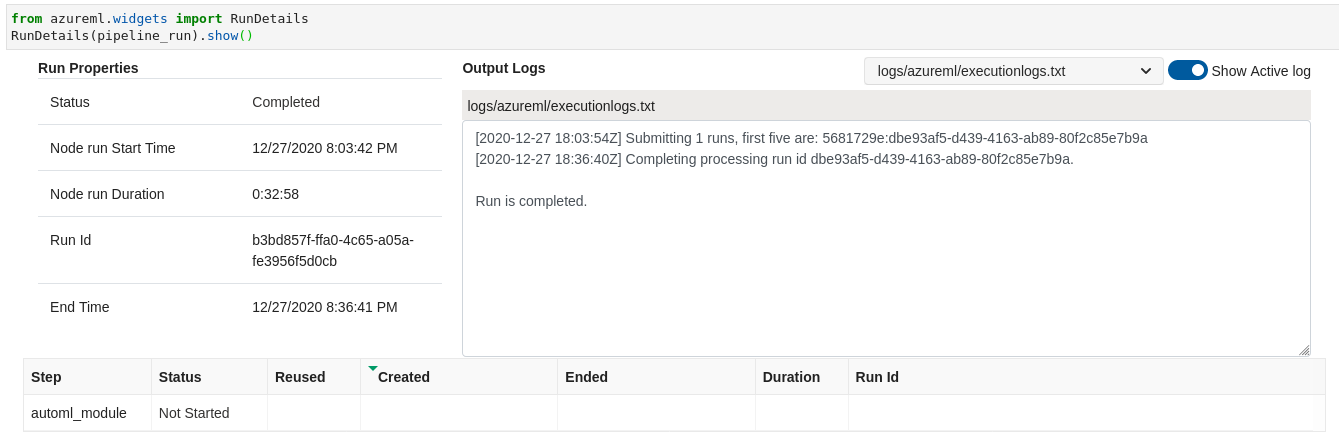 from azureml.widgets import RunDetails
RunDetails(pipeline_run).show()
Run Properties
Status Completed
Node run Start Time 12/27/2020 8:03:42 PM
Node run Duration 0:32:58
Run Id b3bd857f-ffa0-4c65-a05a-
fe3956f5d0cb
End Time 12/27/2020 8:36:41 PM
Output Logs
logs/azureml/executionlogs.txt
Show Active log
logs/azureml/executionlogs.txt
[2020-12-27 18:03:54Z] Submitting 1 runs, first five are: 5681729e:dbe93af5-d439-4163-ab89-80f2c85e7b9a
[2020-12-27 18:36:40Z] Completing processing run id dbe93af5-d439-4163-ab89-80f2c85e7b9a.
Run is completed.
Step Status Reused Created Ended Duration Run Id
automl_module Not Started